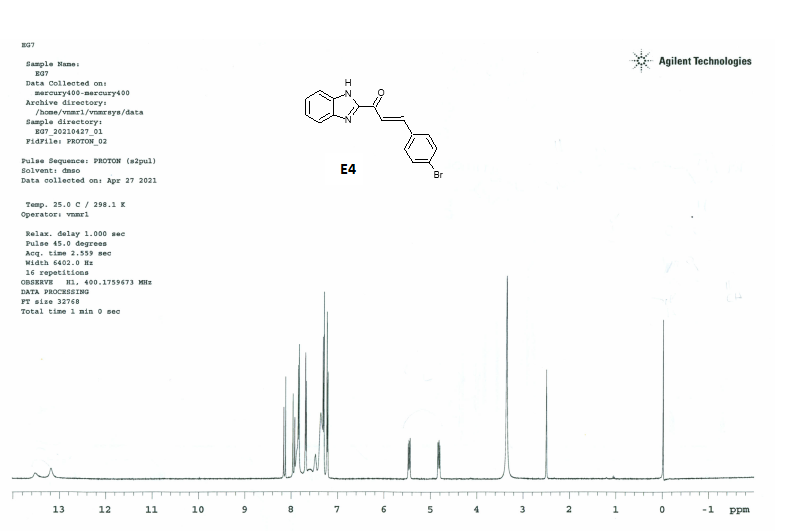 EG7
Agilent Technologies
Sample Name:
EG7
Data Collected on:
mercury400-mercury400
Archive directory:
/home/vnmr1/vnmrsys/data
Sample directory:
EG7_20210427_01
FidFile: PROTON_02
Pulse Sequence: PROTON (s2pul)
Solvent: dmso
Data collected on: Apr 27 2021
Temp. 25.0 C / 298.1 K
Operator: vnmr1
Relax. delay 1.000 sec
Pulse 45.0 degrees
Acq. time 2.559 sec
Width 6402.0 Hz
16 repetitions
OBSERVE H1, 400.1759673 MHz
DATA PROCESSING
FT size 32768
Total time 1 min 0 sec
H
N
O
N
Br
E4
13 12 11 10 9 8 7 6 5 4 3 2 1 0 -1 ppm